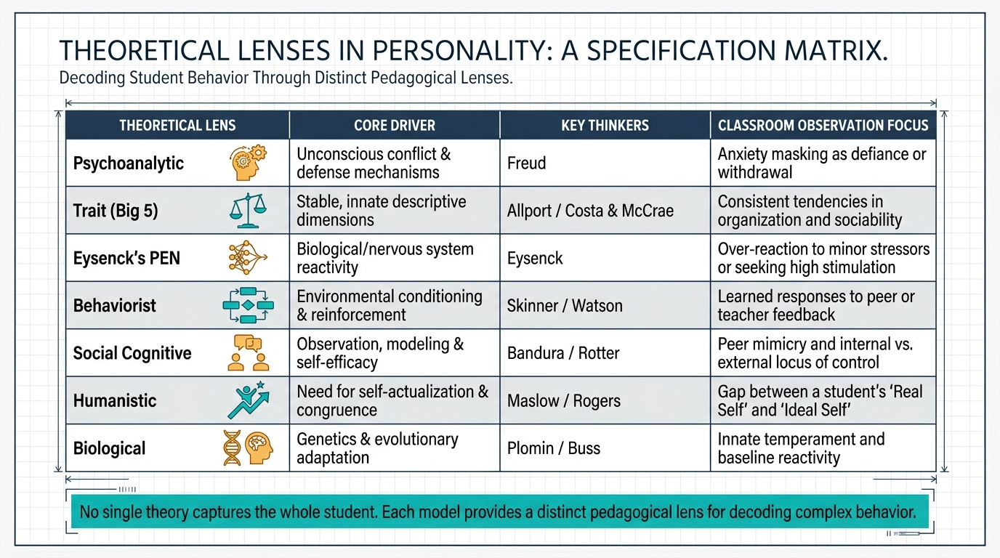 THEORETICAL LENSES IN PERSONALITY: A SPECIFICATION MATRIX.
Decoding Student Behavior Through Distinct Pedagogical Lenses.
THEORETICAL LENS
CORE DRIVER
KEY THINKERS
CLASSROOM OBSERVATION FOCUS
Psychoanalytic
Unconscious conflict &
defense mechanisms
Freud
Anxiety masking as defiance or
withdrawal
Trait (Big 5)
Stable, innate descriptive
dimensions
Allport / Costa & McCrae
Consistent tendencies in
organization and sociability
Eysenck's PEN
Biological/nervous system
reactivity
Eysenck
Over-reaction to minor stressors
or seeking high stimulation
Behaviorist
Environmental conditioning
& reinforcement
Skinner / Watson
Learned responses to peer or
teacher feedback
Social Cognitive
Observation, modeling &
self-efficacy
Bandura / Rotter
Peer mimicry and internal vs.
external locus of control
Humanistic
Need for self-actualization &
congruence
Maslow / Rogers
Gap between a student's 'Real
Self' and 'Ideal Self'
Biological
Genetics & evolutionary
adaptation
Plomin / Buss
Innate temperament and
baseline reactivity
No single theory captures the whole student. Each model provides a distinct pedagogical lens for decoding complex behavior.